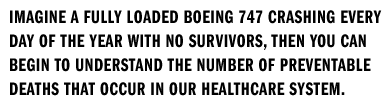 IMAGINE A FULLY LOADED BOEING 747 CRASHING EVERY
DAY OF THE YEAR WITH NO SURVIVORS, THEN YOU CAN
BEGIN TO UNDERSTAND THE NUMBER OF PREVENTABLE
DEATHS THAT OCCUR IN OUR HEALTHCARE SYSTEM.